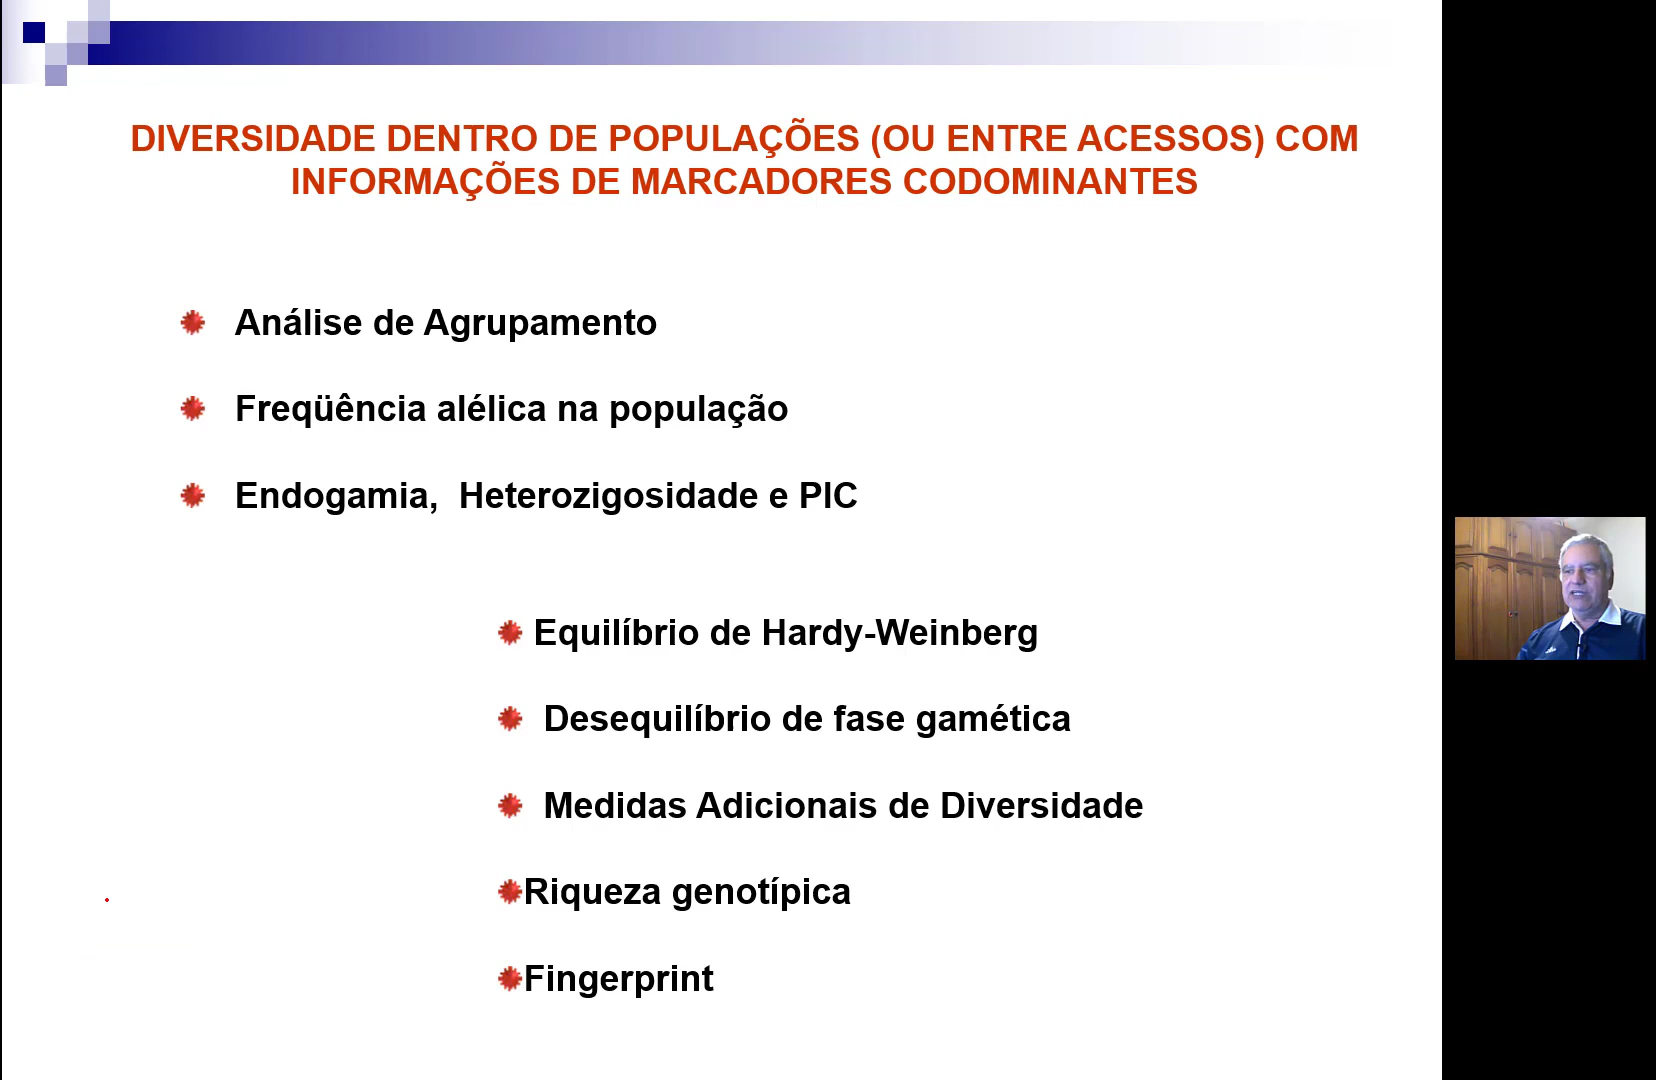 DIVERSIDADE DENTRO DE POPULAÇÕES (OU ENTRE ACESSOS) COM
INFORMAÇÕES DE MARCADORES CODOMINANTES
Análise de Agrupamento
Freqüência alélica na população
Endogamia, Heterozigosidade e PIC
Equilíbrio de Hardy-Weinberg
Desequilíbrio de fase gamética
Medidas Adicionais de Diversidade
Riqueza genotípica
Fingerprint